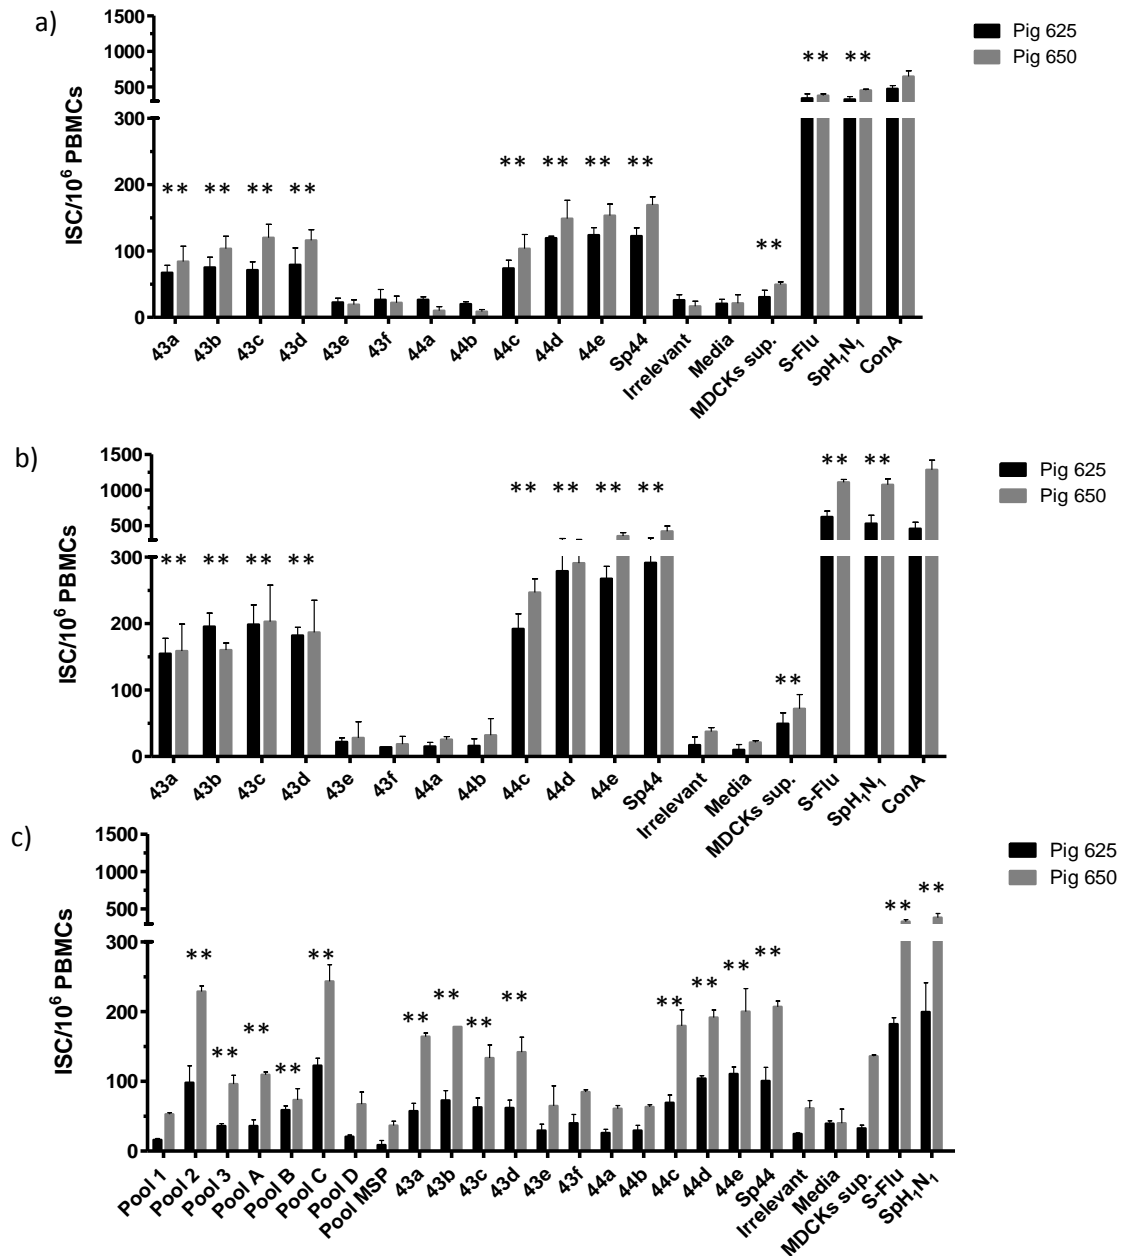 a)
Pig 625
Pig 650
ISC/10⁶ PBMCs
1500
1000
500
300
200
100
0
** ** ** ** ** ** ** ** ** ** **
43a 43b 43c 43d 43e 43f 44a 44b 44c 44d 44e Sp44 Irrelevant Media MDCKs sup. S-Flu SpH₁N₁ ConA
b)
Pig 625
Pig 650
ISC/10⁶ PBMCs
1500
1000
500
300
200
100
0
** ** ** ** ** ** ** ** ** ** **
43a 43b 43c 43d 43e 43f 44a 44b 44c 44d 44e Sp44 Irrelevant Media MDCKs sup. S-Flu SpH₁N₁ ConA
c)
Pig 625
Pig 650
ISC/10⁶ PBMCs
1500
1000
500
300
200
100
0
** ** ** ** ** ** ** ** ** ** ** ** ** ** **
Pool 1 Pool 2 Pool 3 Pool A Pool B Pool C Pool D Pool MSP 43a 43b 43c 43d 43e 43f 44a 44b 44c 44d 44e Sp44 Irrelevant Media MDCKs sup. S-Flu SpH₁N₁